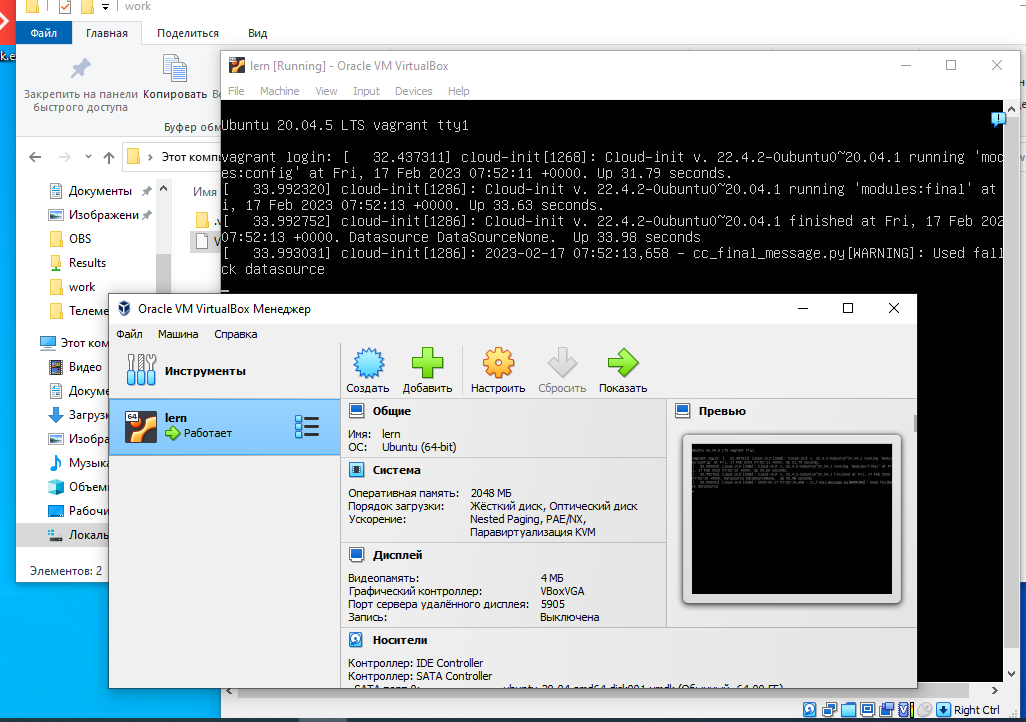 work
Файл Главная Поделиться Вид
Закрепить на панели
быстрого доступа
Копировать
Буфер обм
Этот компь
Имя
Документы
Изображени
OBS
Results
work
Телеме
Этот ком
Видео
Докуме
Загрузк
Изобра
Музыка
Объем
Рабочи
Локаль
Элементов: 2
lern [Running] - Oracle VM VirtualBox
File Machine View Input Devices Help
Ubuntu 20.04.5 LTS vagrant tty1
vagrant login: [   32.437311] cloud-init[1268]: Cloud-init v. 22.4.2-0ubuntu0~20.04.1 running 'mod
es:config' at Fri, 17 Feb 2023 07:52:11 +0000. Up 31.79 seconds.
[   33.992320] cloud-init[1286]: Cloud-init v. 22.4.2-0ubuntu0~20.04.1 running 'modules:final' at
i, 17 Feb 2023 07:52:13 +0000. Up 33.63 seconds.
[   33.992752] cloud-init[1286]: Cloud-init v. 22.4.2-0ubuntu0~20.04.1 finished at Fri, 17 Feb 202
07:52:13 +0000. Datasource DataSourceNone.  Up 33.98 seconds
[   33.993031] cloud-init[1286]: 2023-02-17 07:52:13,658 - cc_final_message.py[WARNING]: Used fall
ck datasource
Oracle VM VirtualBox Менеджер
Файл Машина Справка
Инструменты
Создать Добавить Настроить Сбросить Показать
64
lern
Работает
Общие
Имя: lern
ОС: Ubuntu (64-bit)
Система
Оперативная память: 2048 МБ
Порядок загрузки: Жёсткий диск, Оптический диск
Ускорение: Nested Paging, PAE/NX,
Паравиртуализация KVM
Дисплей
Видеопамять: 4 МБ
Графический контроллер: VBoxVGA
Порт сервера удалённого дисплея: 5905
Запись: Выключена
Носители
Контроллер: IDE Controller
Контроллер: SATA Controller
Превью
Right Ctrl